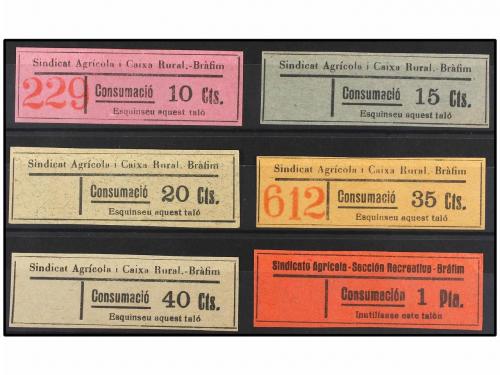 Sindicat Agrícola i Caixa Rural.-Bràfim
229
Consumació 10 Cts.
Esquinseu aquest taló
Sindicat Agrícola i Caixa Rural.-Bràfim
Consumació 15 Cts.
Esquinseu aquest taló
Sindicat Agrícola i Caixa Rural.-Bràfim
Consumació 20 Cts.
Esquinseu aquest taló
Sindicat Agrícola i Caixa Rural.-Bràfim
612
Consumació 35 Cts.
Esquinseu aquest taló
Sindicat Agrícola i Caixa Rural.-Bràfim
Consumació 40 Cts.
Esquinseu aquest taló
Sindicato Agrícola-Sección Recreativa-Bráfim
Consumación 1 Pta.
Inutilísase este talón